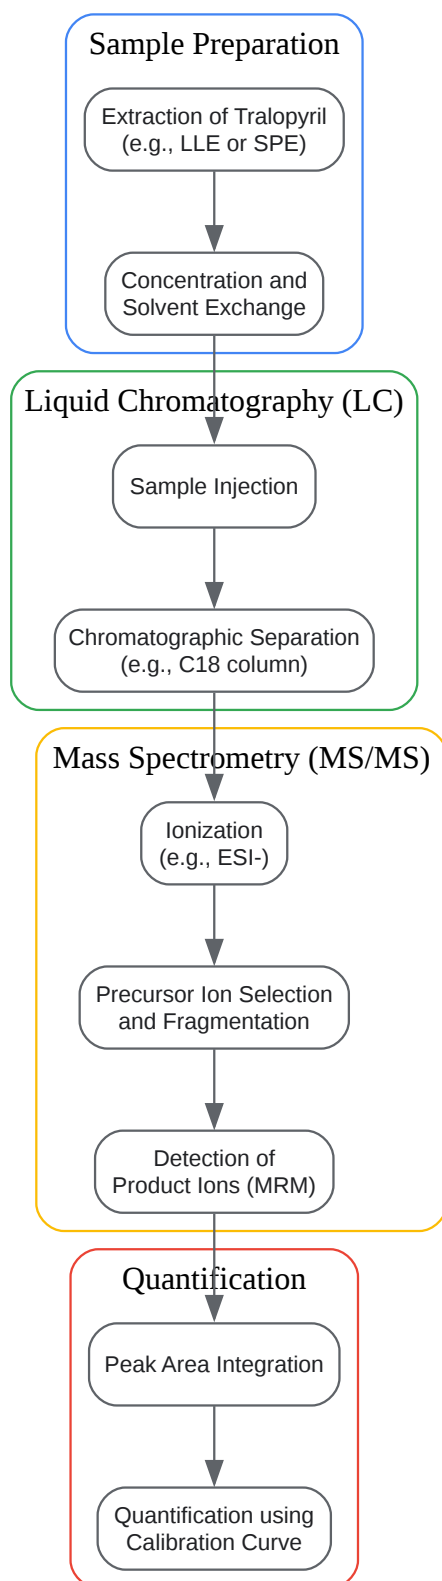 Sample Preparation
Extraction of Tralopyril
(e.g., LLE or SPE)
Concentration and
Solvent Exchange
Liquid Chromatography (LC)
Sample Injection
Chromatographic Separation
(e.g., C18 column)
Mass Spectrometry (MS/MS)
Ionization
(e.g., ESI-)
Precursor Ion Selection
and Fragmentation
Detection of
Product Ions (MRM)
Quantification
Peak Area Integration
Quantification using
Calibration Curve